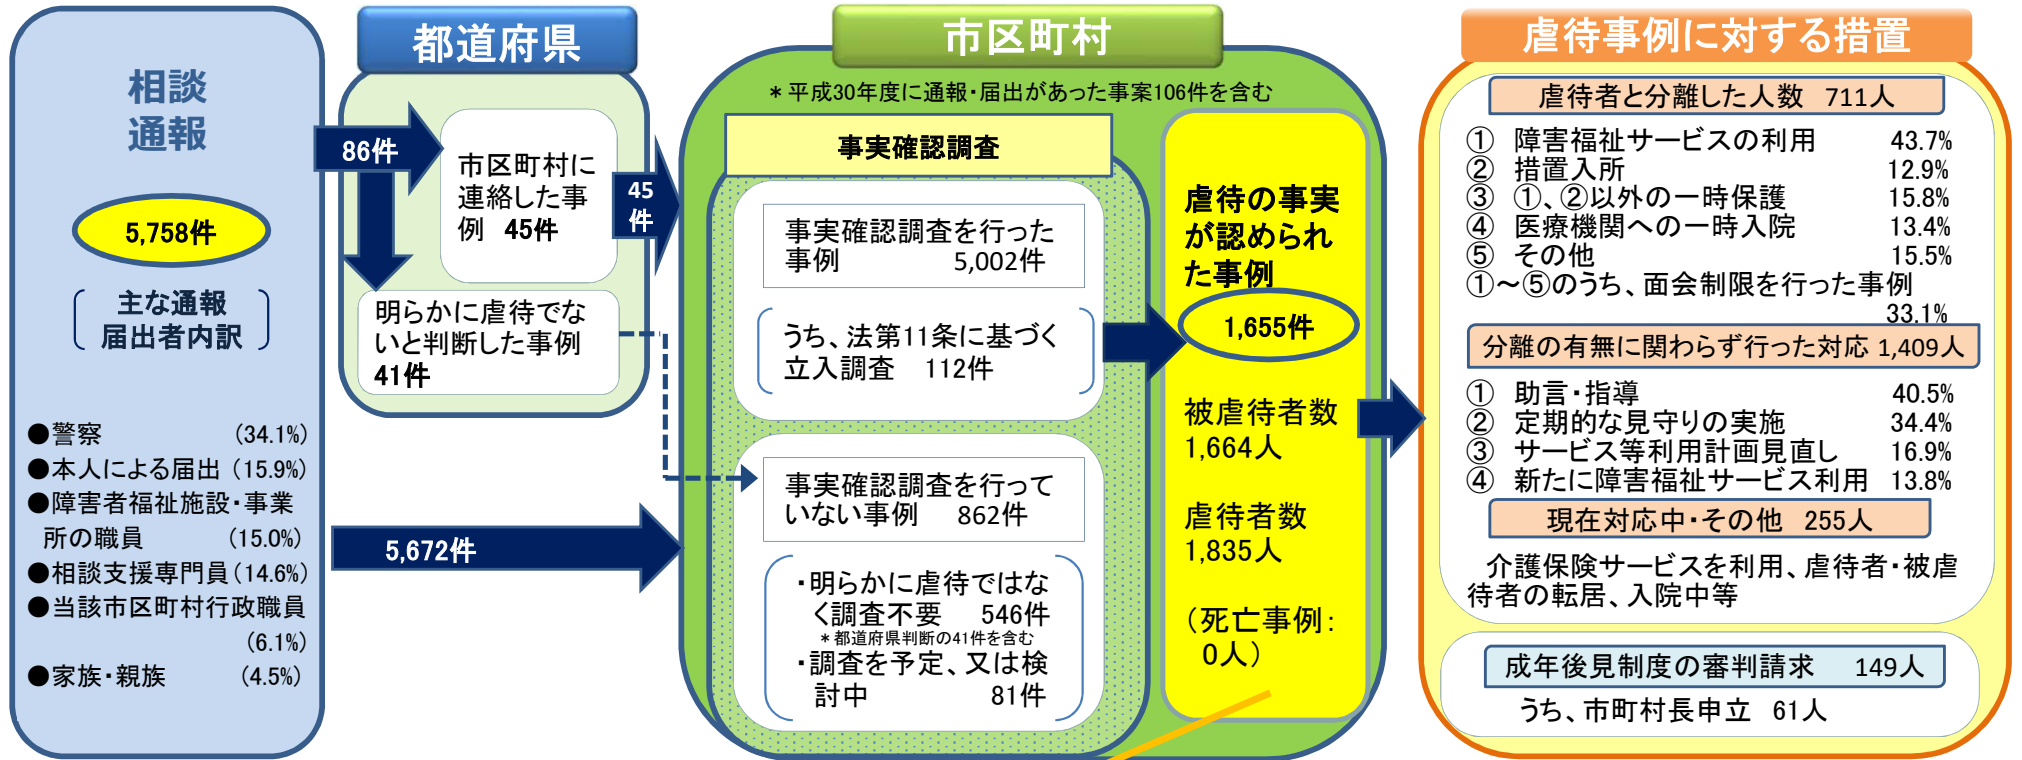 相談
通報
5,758件
主な通報
届出者内訳
●警察 (34.1%)
●本人による届出 (15.9%)
●障害者福祉施設・事業
所の職員 (15.0%)
●相談支援専門員(14.6%)
●当該市区町村行政職員
(6.1%)
●家族・親族 (4.5%)
都道府県
86件
市区町村に
連絡した事
例 45件
45
件
明らかに虐待でな
いと判断した事例
41件
5,672件
市区町村
＊平成30年度に通報・届出があった事案106件を含む
事実確認調査
事実確認調査を行った
事例 5,002件
うち、法第11条に基づく
立入調査 112件
事実確認調査を行って
いない事例 862件
・明らかに虐待ではな
く調査不要 546件
＊都道府県判断の41件を含む
・調査を予定、又は検
討中 81件
虐待の事実
が認められ
た事例
1,655件
被虐待者数
1,664人
虐待者数
1,835人
（死亡事例：
0人）
虐待事例に対する措置
虐待者と分離した人数 711人
① 障害福祉サービスの利用 43.7%
② 措置入所 12.9%
③ ①、②以外の一時保護 15.8%
④ 医療機関への一時入院 13.4%
⑤ その他 15.5%
①～⑤のうち、面会制限を行った事例
33.1%
分離の有無に関わらず行った対応 1,409人
① 助言・指導 40.5%
② 定期的な見守りの実施 34.4%
③ サービス等利用計画見直し 16.9%
④ 新たに障害福祉サービス利用 13.8%
現在対応中・その他 255人
介護保険サービスを利用、虐待者・被虐
待者の転居、入院中等
成年後見制度の審判請求 149人
うち、市町村長申立 61人